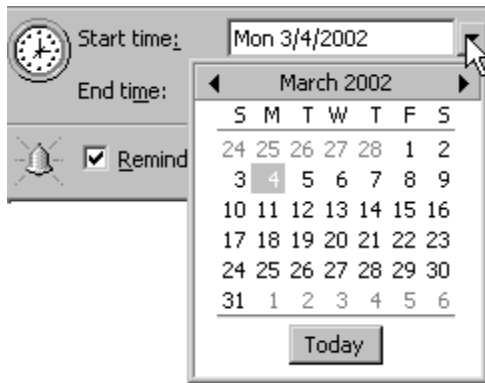 Start time: Mon 3/4/2002
End time:
March 2002
S M T W T F S
24 25 26 27 28 1 2
3 4 5 6 7 8 9
10 11 12 13 14 15 16
17 18 19 20 21 22 23
24 25 26 27 28 29 30
31 1 2 3 4 5 6
Remind
Today